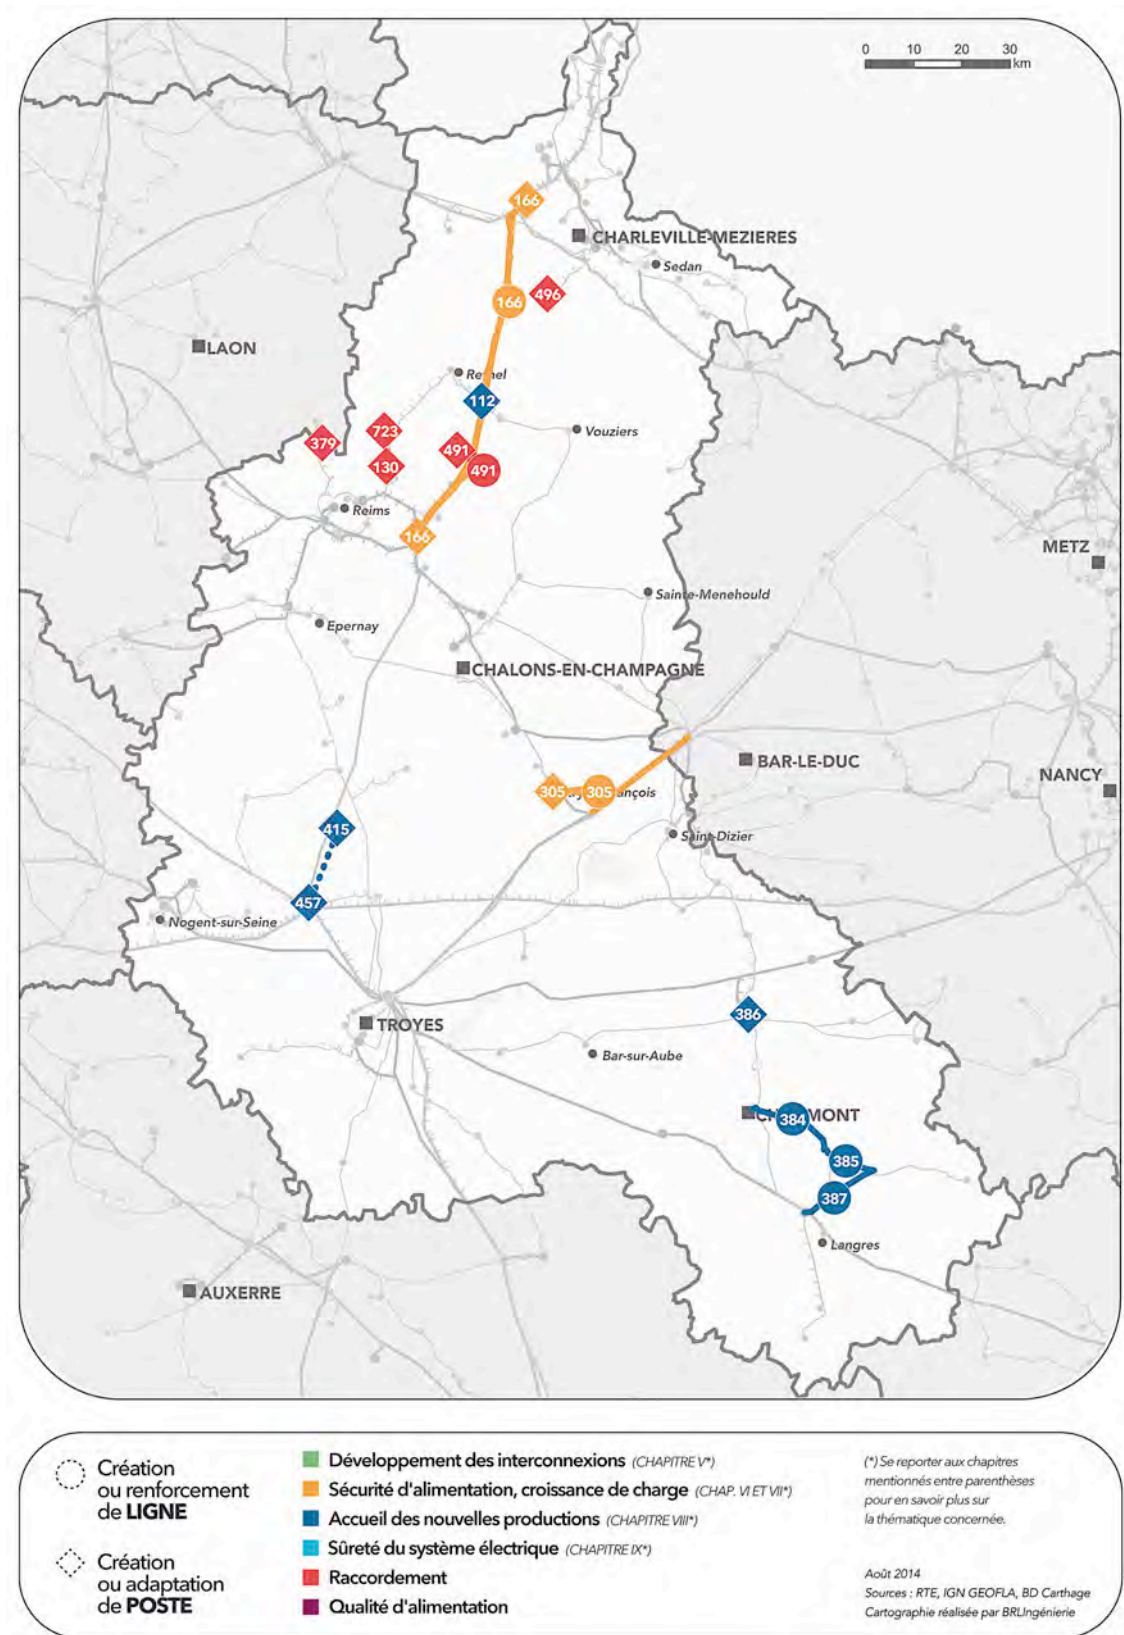 0 10 20 30
km
166
CHARLEVILLE-MEZIERES
Sedan
166
496
LAON
112
Vouziers
723
379
491
130
491
Reims
166
METZ
Sainte-Menehould
Epernay
CHALONS-EN-CHAMPAGNE
BAR-LE-DUC
NANCY
305
305
415
Saint-Dizier
457
Nogent-sur-Seine
386
TROYES
Bar-sur-Aube
384
385
387
Langres
AUXERRE
Création
ou renforcement
de LIGNE
Création
ou adaptation
de POSTE
Développement des interconnexions (CHAPITRE V*)
Sécurité d'alimentation, croissance de charge (CHAP. VI ET VII*)
Accueil des nouvelles productions (CHAPITRE VIII*)
Sûreté du système électrique (CHAPITRE IX*)
Raccordement
Qualité d'alimentation
(*) Se reporter aux chapitres
mentionnés entre parenthèses
pour en savoir plus sur
la thématique concernée.
Août 2014
Sources : RTE, IGN GEOFLA, BD Carthage
Cartographie réalisée par BRLIngénierie